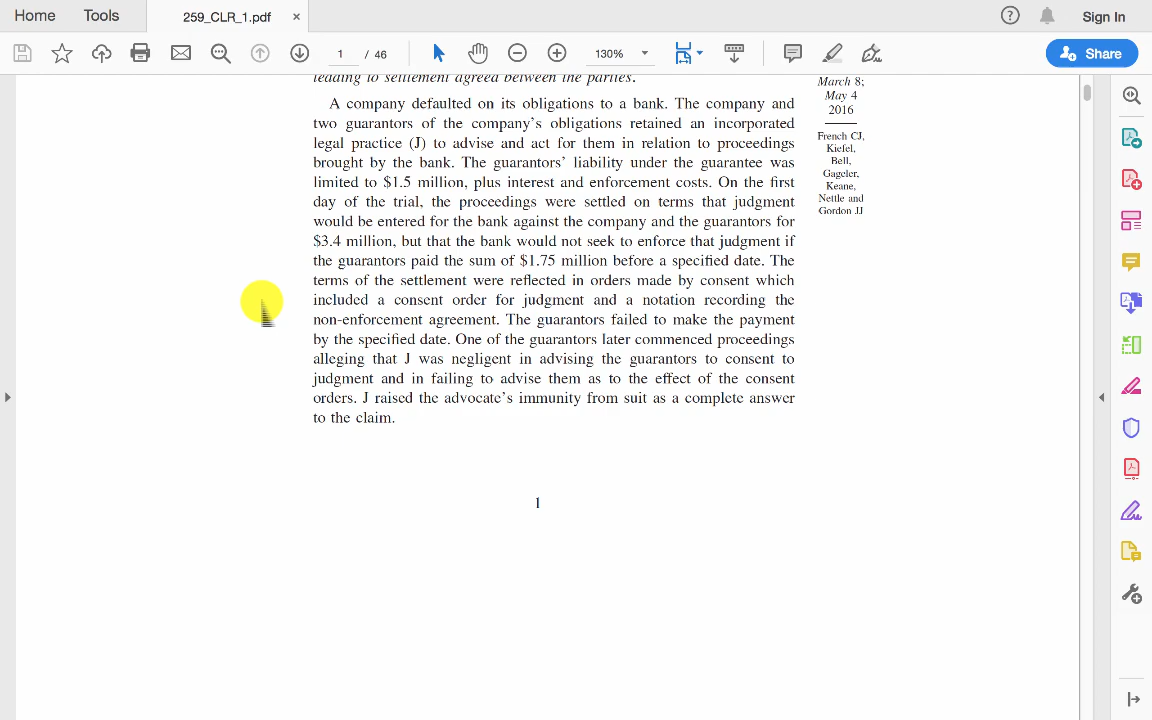 Home Tools 259_CLR_1.pdf × Sign In
1 / 46 130% Share
leading to settlement agreed between the parties.
A company defaulted on its obligations to a bank. The company and
two guarantors of the company's obligations retained an incorporated
legal practice (J) to advise and act for them in relation to proceedings
brought by the bank. The guarantors' liability under the guarantee was
limited to $1.5 million, plus interest and enforcement costs. On the first
day of the trial, the proceedings were settled on terms that judgment
would be entered for the bank against the company and the guarantors for
$3.4 million, but that the bank would not seek to enforce that judgment if
the guarantors paid the sum of $1.75 million before a specified date. The
terms of the settlement were reflected in orders made by consent which
included a consent order for judgment and a notation recording the
non-enforcement agreement. The guarantors failed to make the payment
by the specified date. One of the guarantors later commenced proceedings
alleging that J was negligent in advising the guarantors to consent to
judgment and in failing to advise them as to the effect of the consent
orders. J raised the advocate's immunity from suit as a complete answer
to the claim.
March 8;
May 4
2016
French CJ,
Kiefel,
Bell,
Gageler,
Keane,
Nettle and
Gordon JJ
1